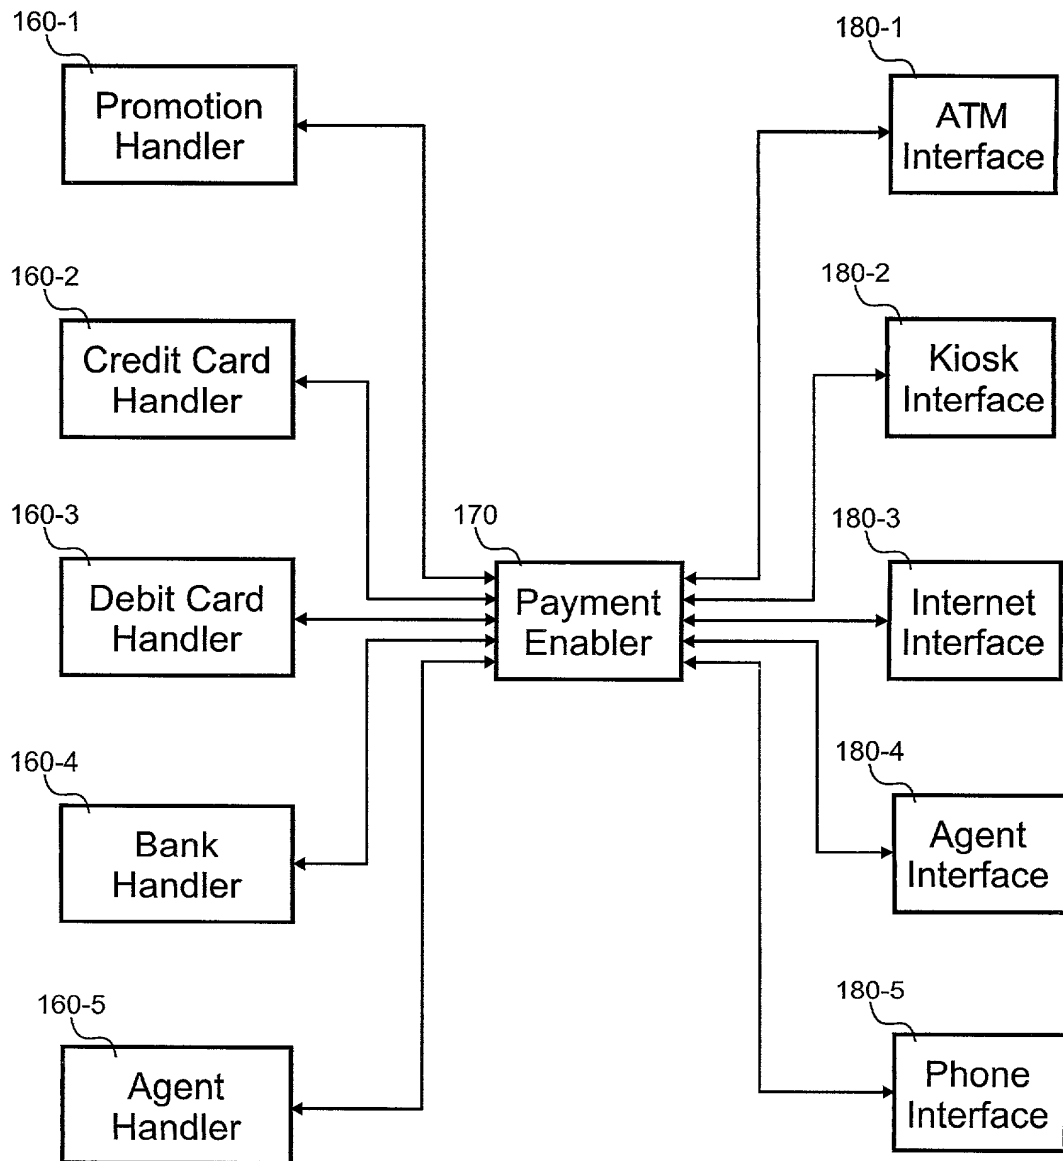 160-1
Promotion
Handler
160-2
Credit Card
Handler
160-3
Debit Card
Handler
160-4
Bank
Handler
160-5
Agent
Handler
170
Payment
Enabler
180-1
ATM
Interface
180-2
Kiosk
Interface
180-3
Internet
Interface
180-4
Agent
Interface
180-5
Phone
Interface